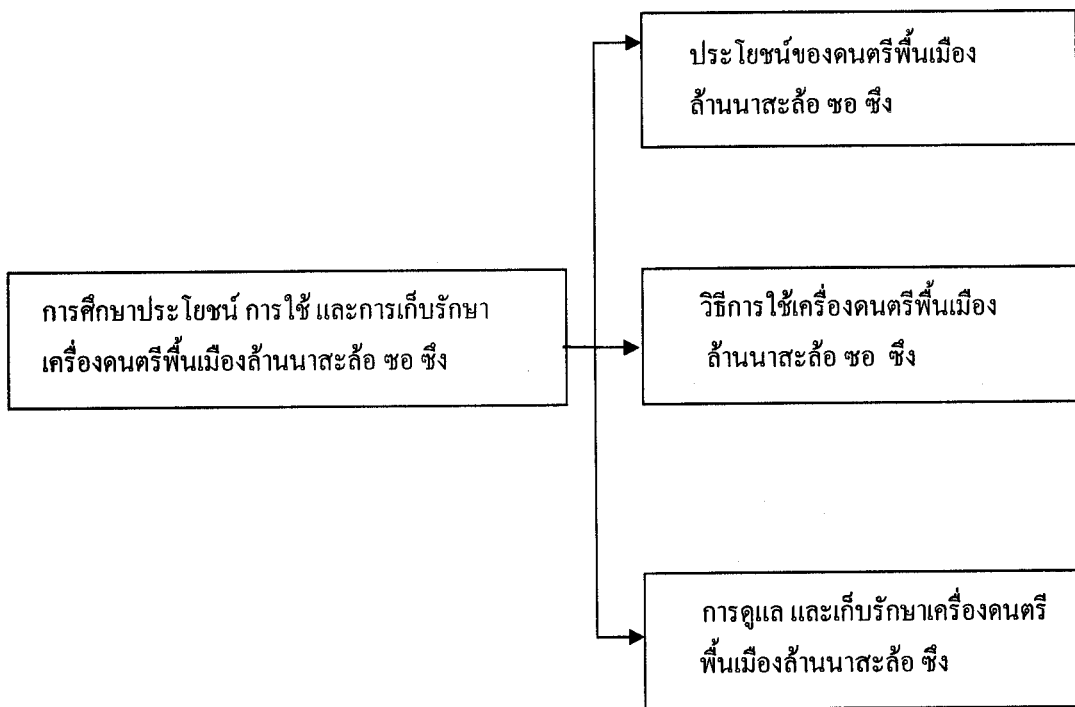 ประโยชน์ของดนตรีพื้นเมือง
ล้านนาสะล้อ ซอ ซึง
การศึกษาประโยชน์ การใช้ และการเก็บรักษา
เครื่องดนตรีพื้นเมืองล้านนาสะล้อ ซอ ซึง
วิธีการใช้เครื่องดนตรีพื้นเมือง
ล้านนาสะล้อ ซอ ซึง
การดูแล และเก็บรักษาเครื่องดนตรี
พื้นเมืองล้านนาสะล้อ ซึง